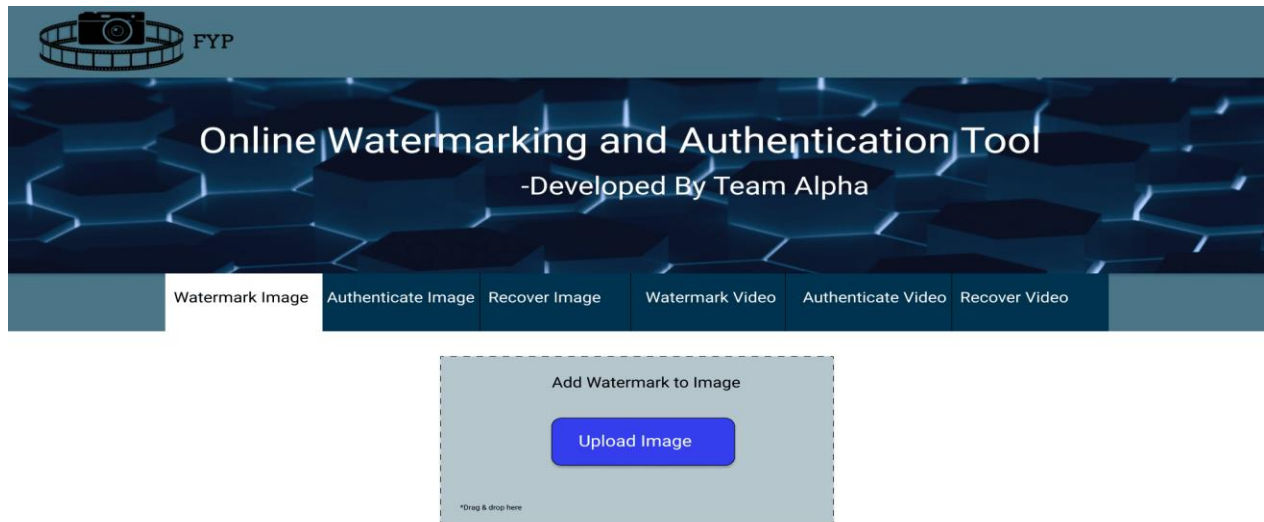 FYP
Online Watermarking and Authentication Tool
-Developed By Team Alpha
Watermark Image Authenticate Image Recover Image Watermark Video Authenticate Video Recover Video
Add Watermark to Image
Upload Image
*Drag & drop here